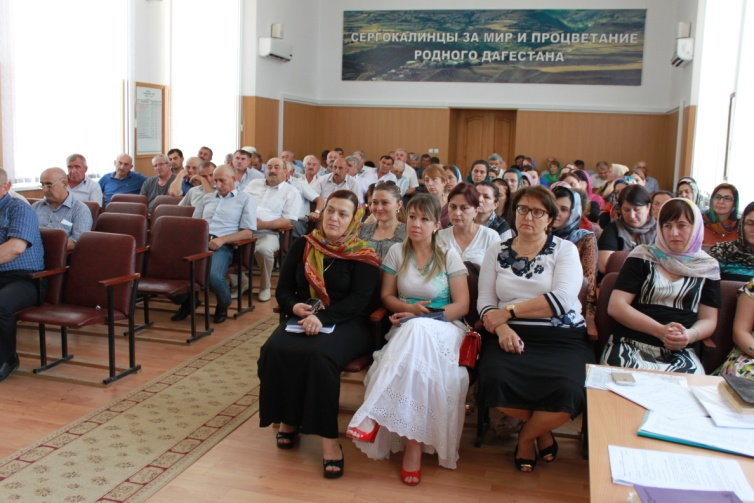 СЕРГОКАЛИНЦЫ ЗА МИР И ПРОЦВЕТАНИЕ
РОДНОГО ДАГЕСТАНА